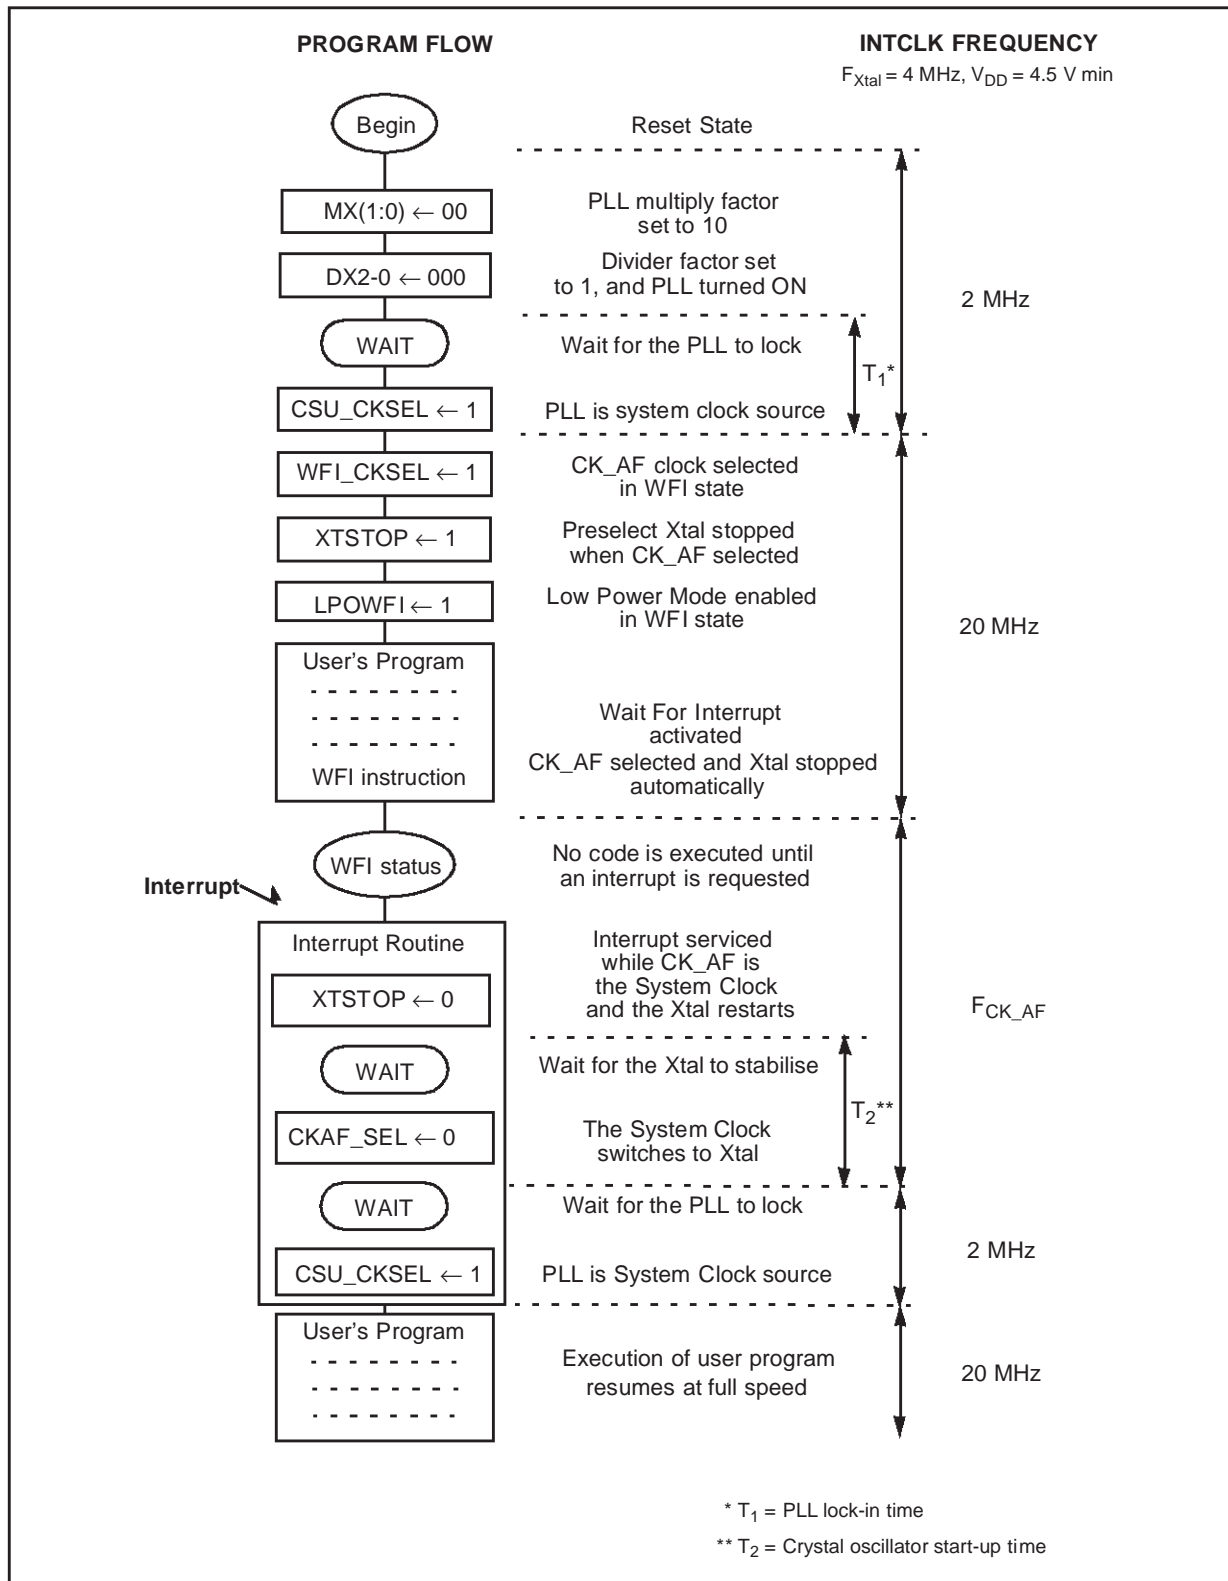 PROGRAM FLOW
INTCLK FREQUENCY
FXtal = 4 MHz, VDD = 4.5 V min
Begin
Reset State
MX(1:0) ← 00
PLL multiply factor
set to 10
DX2-0 ← 000
Divider factor set
to 1, and PLL turned ON
2 MHz
WAIT
Wait for the PLL to lock
T1*
CSU_CKSEL ← 1
PLL is system clock source
WFI_CKSEL ← 1
CK_AF clock selected
in WFI state
XTSTOP ← 1
Preselect Xtal stopped
when CK_AF selected
LPOWFI ← 1
Low Power Mode enabled
in WFI state
20 MHz
User's Program
Wait For Interrupt
activated
CK_AF selected and Xtal stopped
automatically
WFI instruction
WFI status
No code is executed until
an interrupt is requested
Interrupt
Interrupt Routine
Interrupt serviced
while CK_AF is
the System Clock
and the Xtal restarts
XTSTOP ← 0
FCK_AF
WAIT
Wait for the Xtal to stabilise
T2**
CKAF_SEL ← 0
The System Clock
switches to Xtal
WAIT
Wait for the PLL to lock
2 MHz
CSU_CKSEL ← 1
PLL is System Clock source
User's Program
Execution of user program
resumes at full speed
20 MHz
* T1 = PLL lock-in time
** T2 = Crystal oscillator start-up time